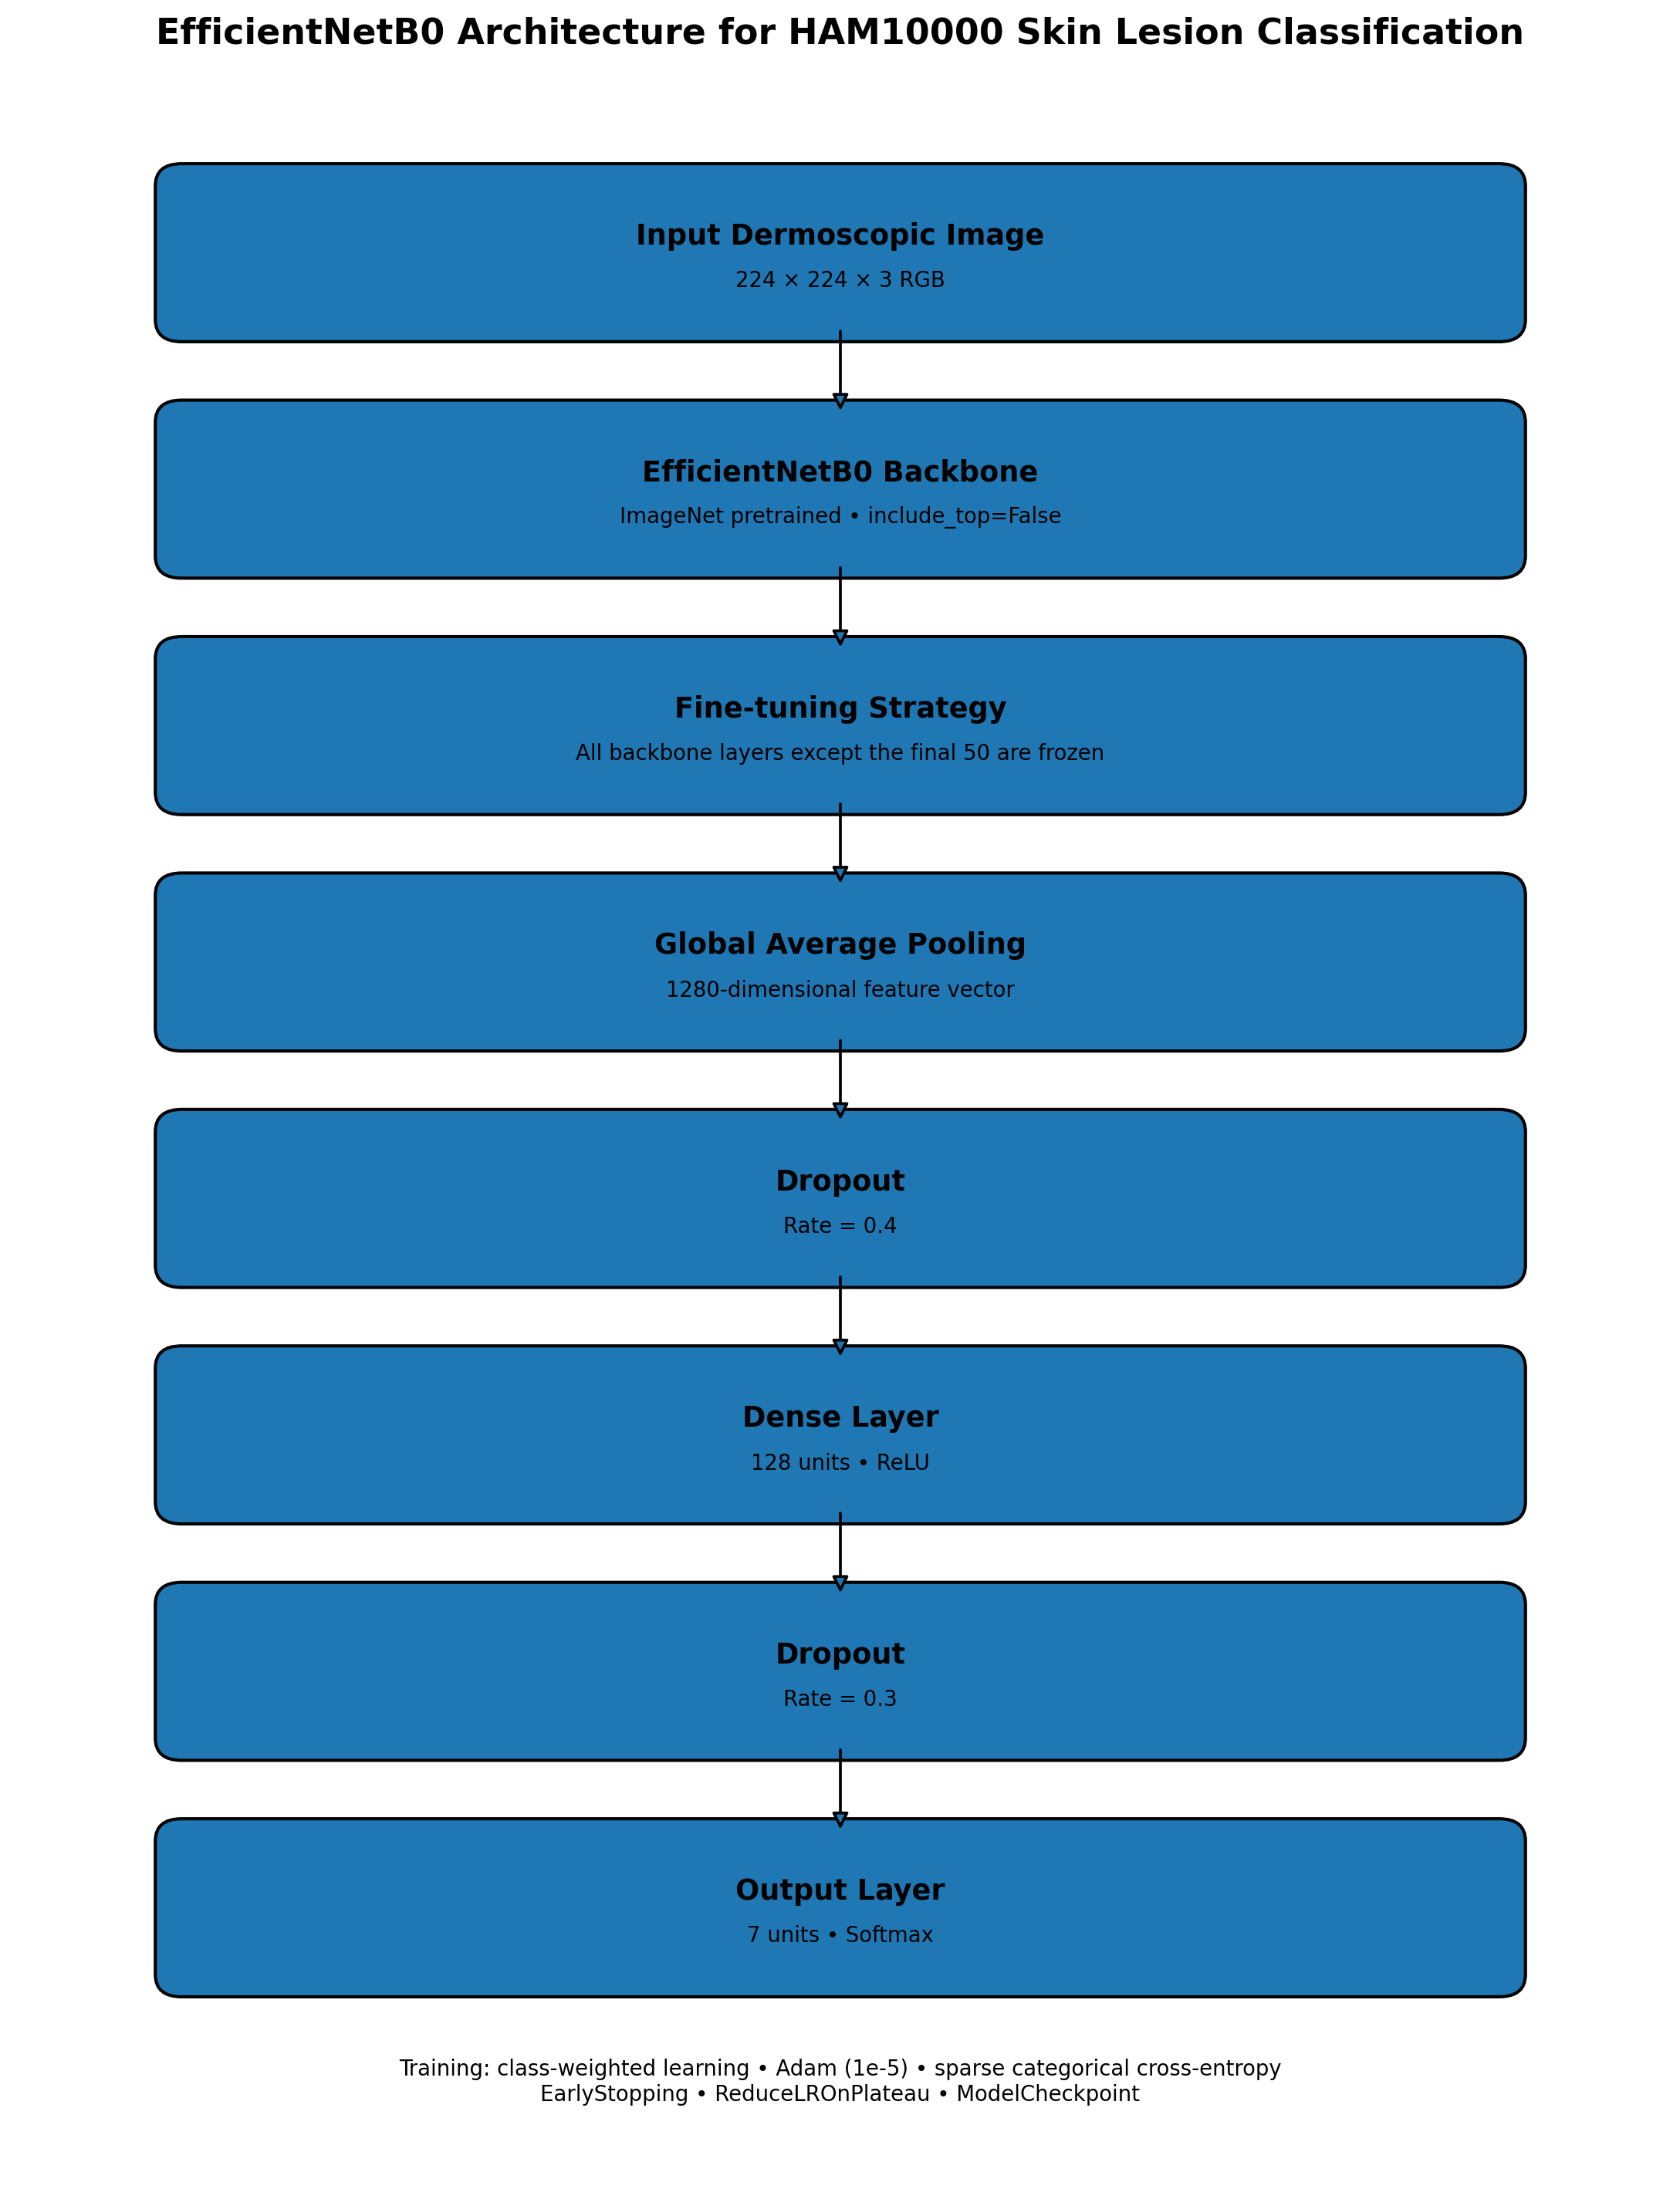 EfficientNetB0 Architecture for HAM10000 Skin Lesion Classification
Input Dermoscopic Image
224 × 224 × 3 RGB
EfficientNetB0 Backbone
ImageNet pretrained • include_top=False
Fine-tuning Strategy
All backbone layers except the final 50 are frozen
Global Average Pooling
1280-dimensional feature vector
Dropout
Rate = 0.4
Dense Layer
128 units • ReLU
Dropout
Rate = 0.3
Output Layer
7 units • Softmax
Training: class-weighted learning • Adam (1e-5) • sparse categorical cross-entropy
EarlyStopping • ReduceLROnPlateau • ModelCheckpoint